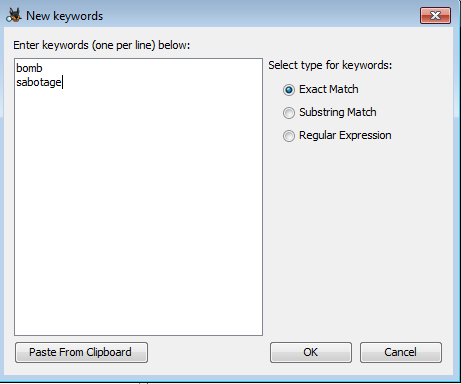 New keywords
Enter keywords (one per line) below:
bomb
sabotage
Select type for keywords:
Exact Match
Substring Match
Regular Expression
Paste From Clipboard
OK
Cancel